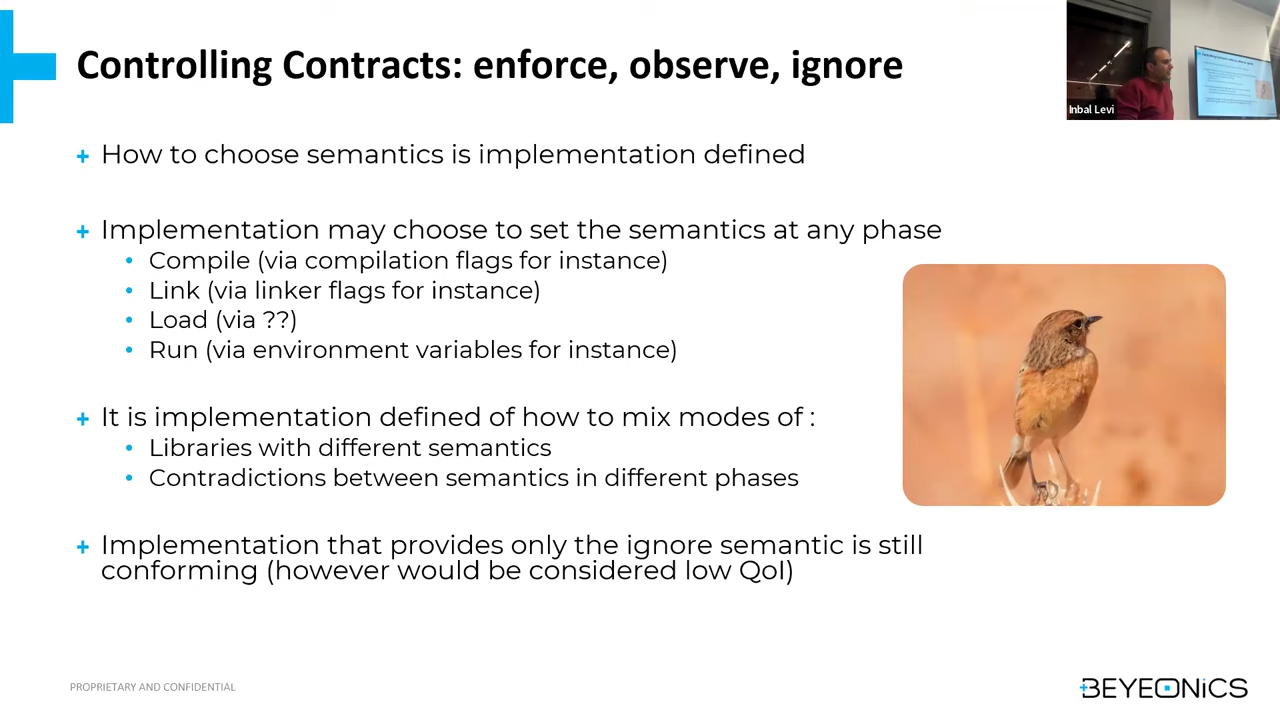 Controlling Contracts: enforce, observe, ignore
Inbal Levi
+ How to choose semantics is implementation defined
+ Implementation may choose to set the semantics at any phase
• Compile (via compilation flags for instance)
• Link (via linker flags for instance)
• Load (via ??)
• Run (via environment variables for instance)
+ It is implementation defined of how to mix modes of :
• Libraries with different semantics
• Contradictions between semantics in different phases
+ Implementation that provides only the ignore semantic is still
conforming (however would be considered low QoI)
PROPRIETARY AND CONFIDENTIAL
BEYEONiCS